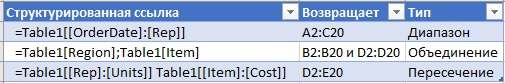 Структурированная ссылка Возвращает Тип
=Table1[[OrderDate]:[Rep]] A2:C20 Диапазон
=Table1[Region];Table1[Item] B2:B20 и D2:D20 Объединение
=Table1[[Rep]:[Units]] Table1[[Item]:[Cost]] D2:E20 Пересечение